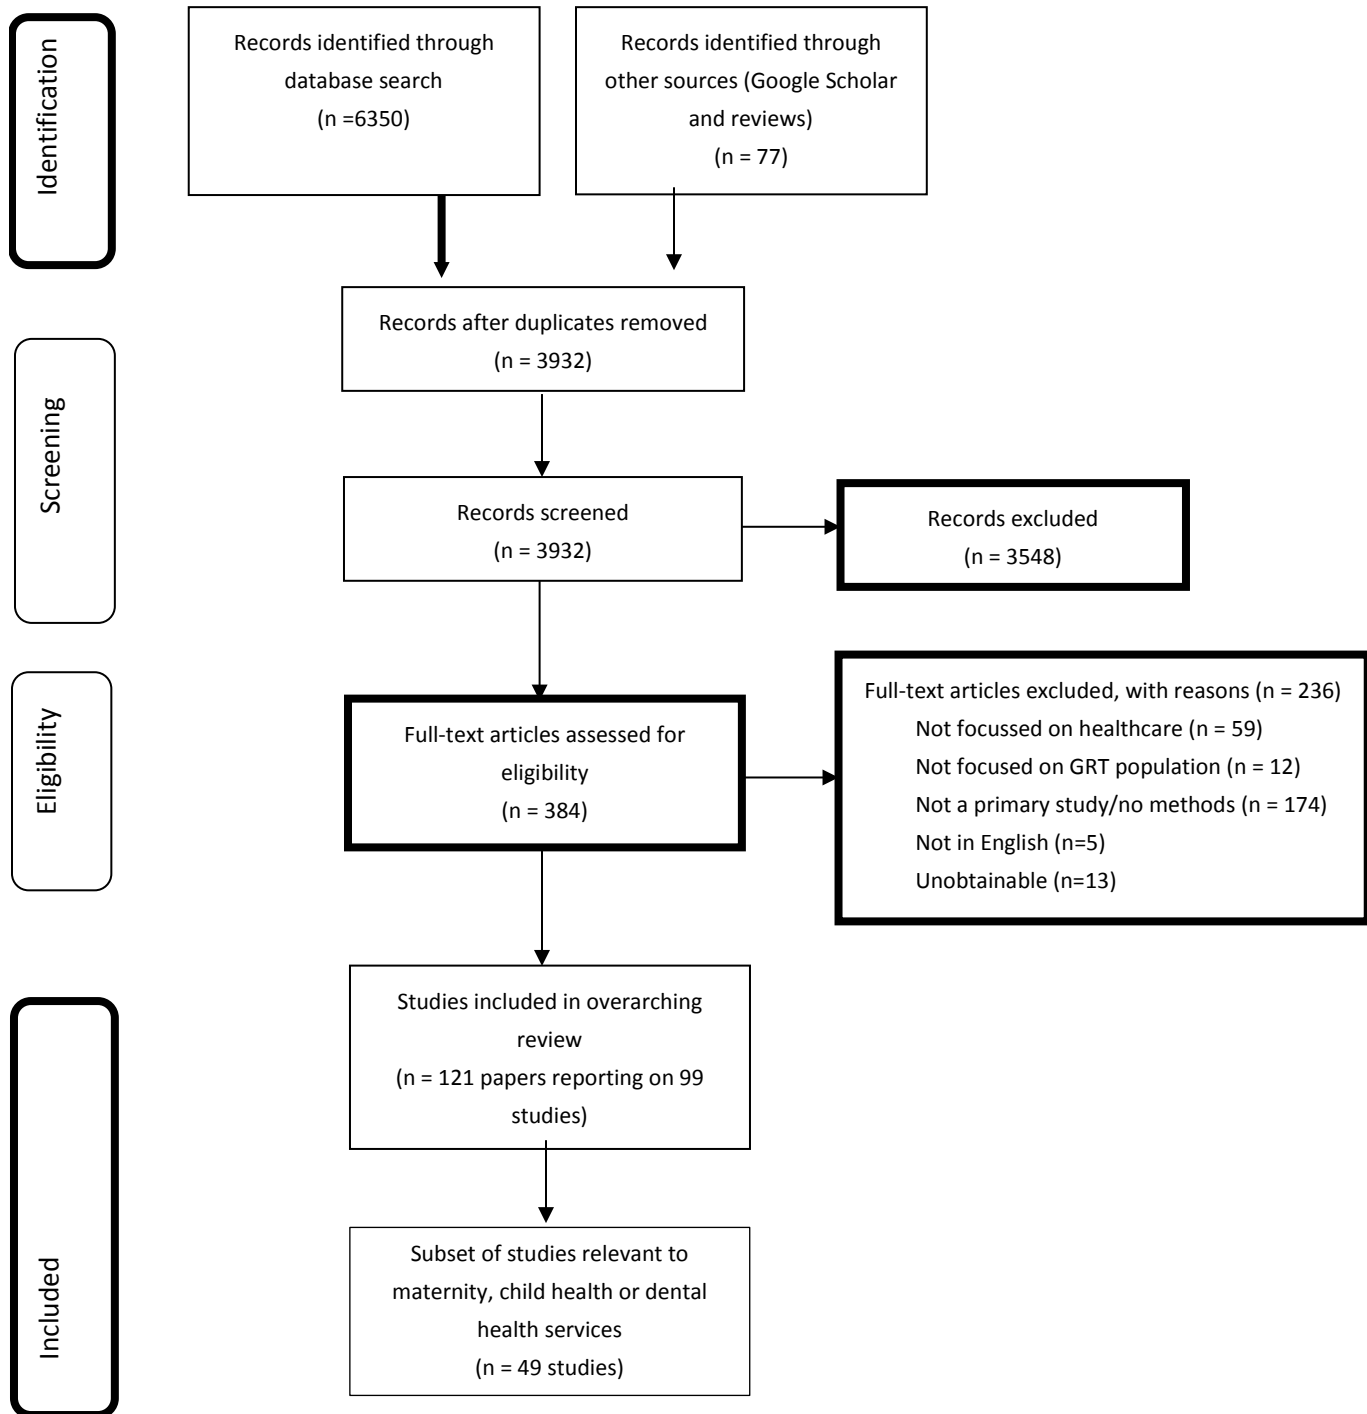 Identification
Records identified through
database search
(n =6350)
Records identified through
other sources (Google Scholar
and reviews)
(n = 77)
Records after duplicates removed
(n = 3932)
Screening
Records screened
(n = 3932)
Records excluded
(n = 3548)
Eligibility
Full-text articles assessed for
eligibility
(n = 384)
Full-text articles excluded, with reasons (n = 236)
Not focussed on healthcare (n = 59)
Not focused on GRT population (n = 12)
Not a primary study/no methods (n = 174)
Not in English (n=5)
Unobtainable (n=13)
Included
Studies included in overarching
review
(n = 121 papers reporting on 99
studies)
Subset of studies relevant to
maternity, child health or dental
health services
(n = 49 studies)